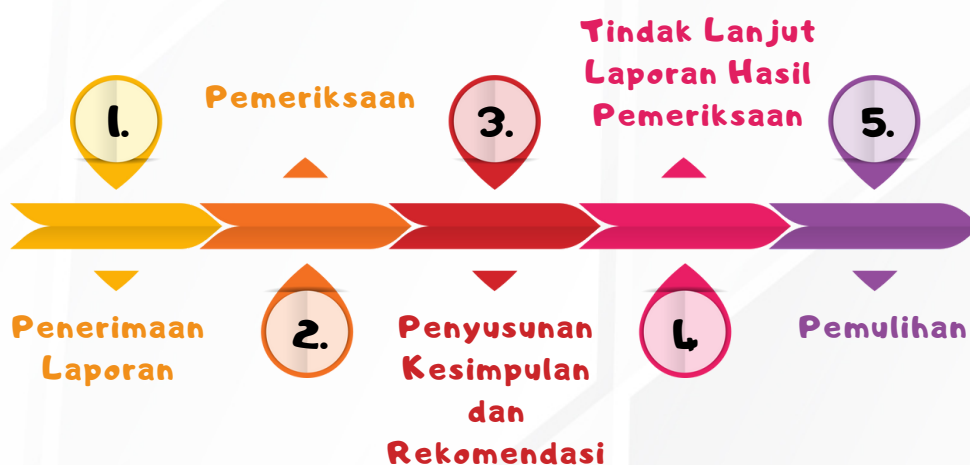 1.
Penerimaan
Laporan
2.
Pemeriksaan
3.
Penyusunan
Kesimpulan
dan
Rekomendasi
4
Tindak Lanjut
Laporan Hasil
Pemeriksaan
5.
Pemulihan